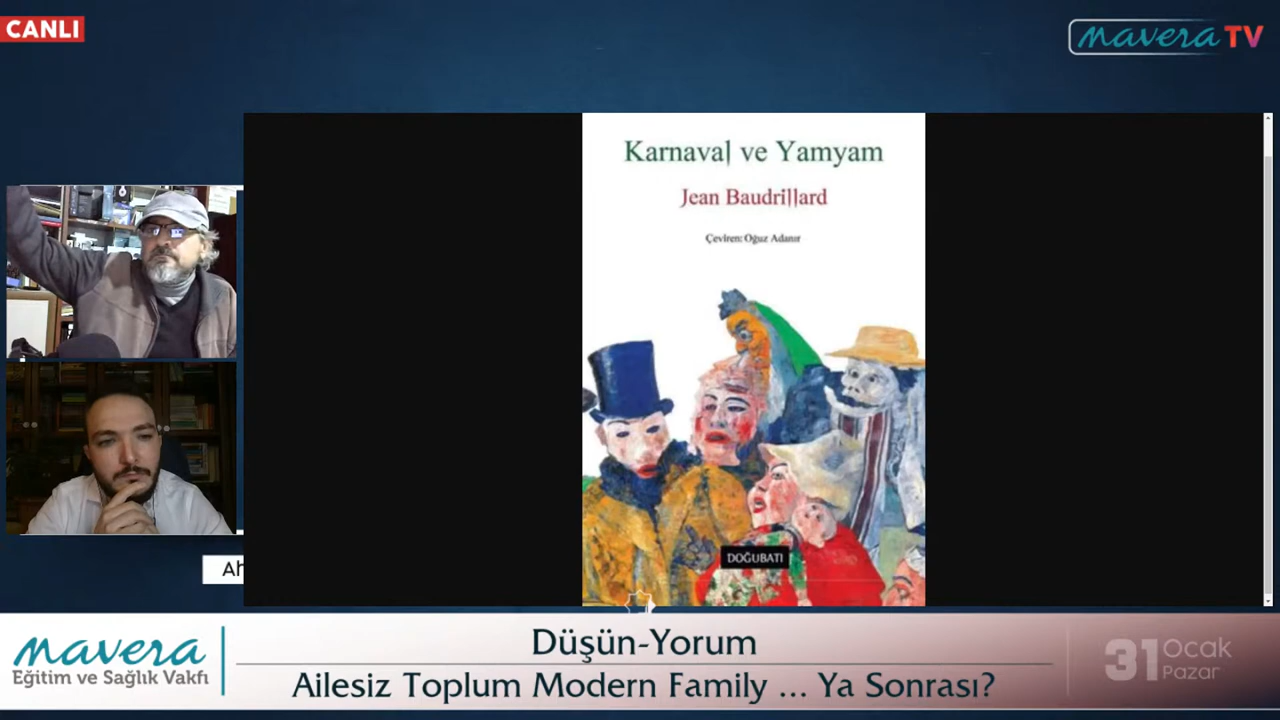 CANLI
mavera TV
Karnaval ve Yamyam
Jean Baudrillard
Çeviren: Oğuz Adanır
DOĞUBATI
Ah
mavera
Eğitim ve Sağlık Vakfı
Düşün-Yorum
Ailesiz Toplum Modern Family ... Ya Sonrası?
31 Ocak
Pazar